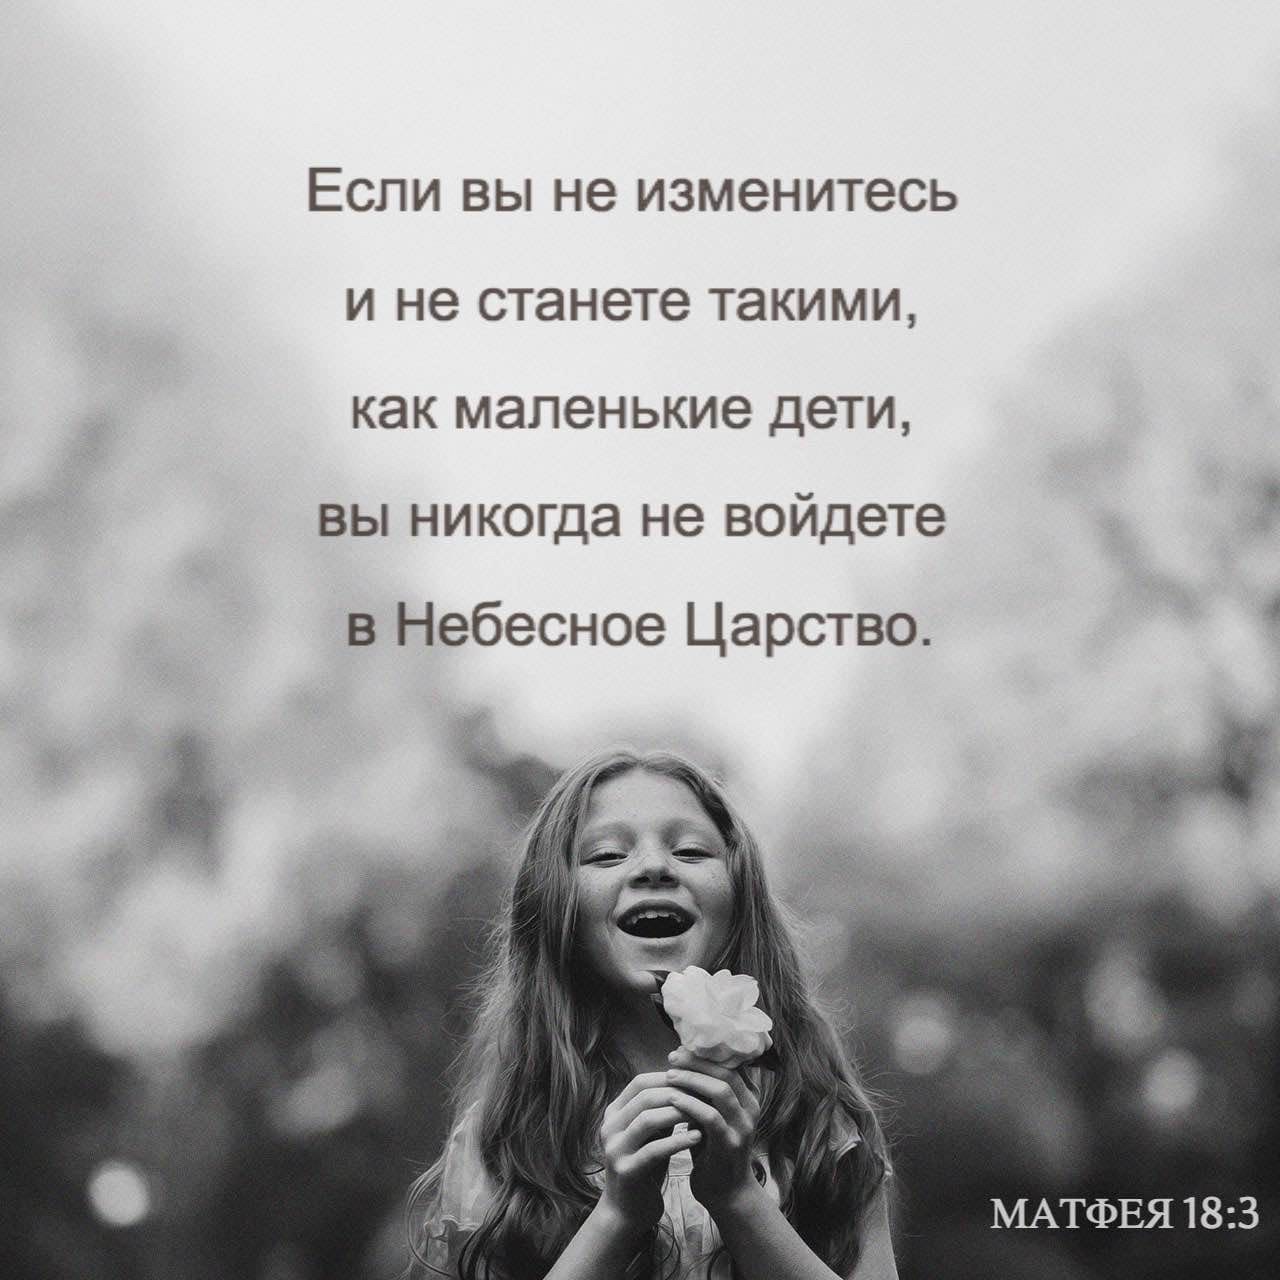 Если вы не изменитесь
и не станете такими,
как маленькие дети,
вы никогда не войдете
в Небесное Царство.
МАТФЕЯ 18:3